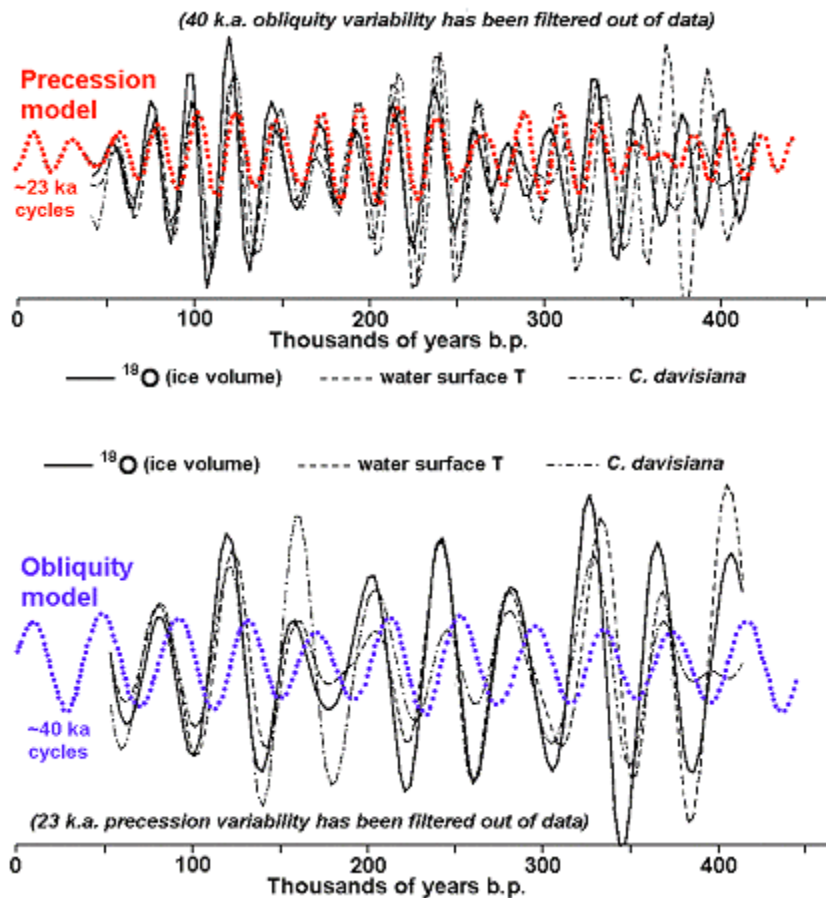 (40 k.a. obliquity variability has been filtered out of data)
Precession
model
~23 ka
cycles
0 100 200 300 400
Thousands of years b.p.
¹⁸O (ice volume) water surface T C. davisiana
¹⁸O (ice volume) water surface T C. davisiana
Obliquity
model
~40 ka
cycles
(23 k.a. precession variability has been filtered out of data)
0 100 200 300 400
Thousands of years b.p.